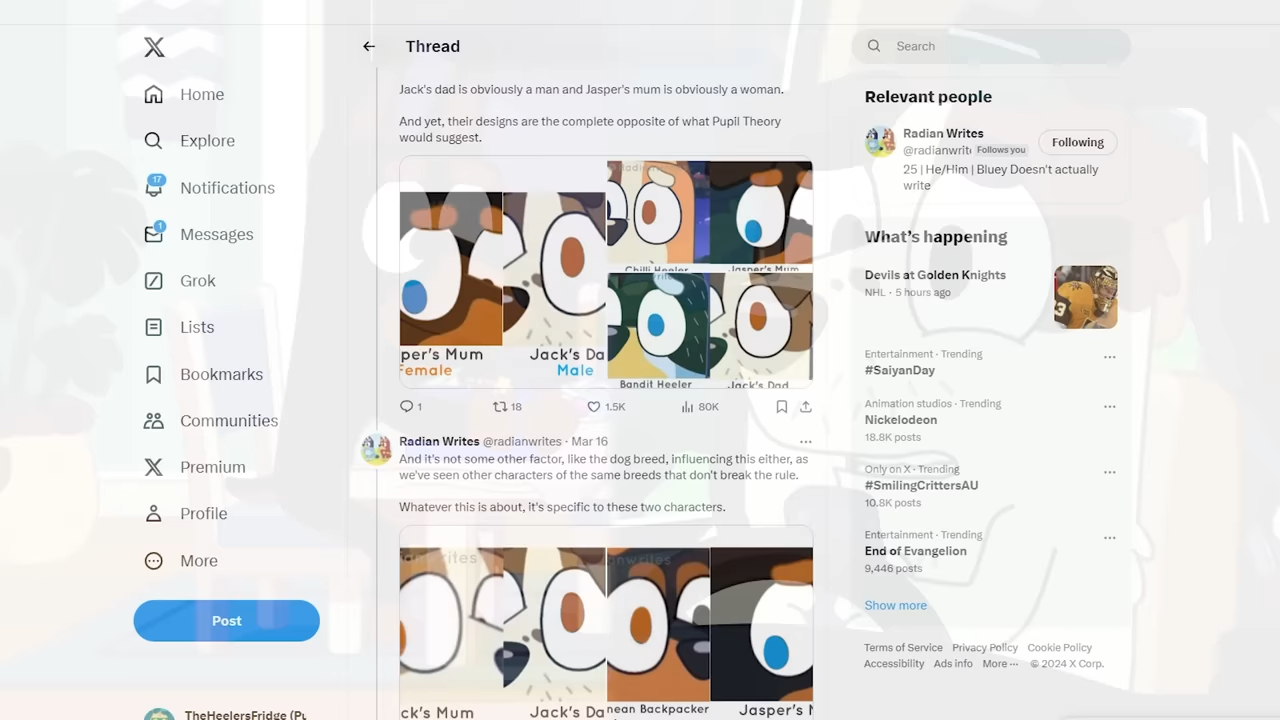 Home
Explore
17
Notifications
1
Messages
Grok
Lists
Bookmarks
Communities
Premium
Profile
More
Post
TheHeelersFridge (Pu
Thread
Jack's dad is obviously a man and Jasper's mum is obviously a woman.
And yet, their designs are the complete opposite of what Pupil Theory
would suggest.
per's Mum
Female
Jack's Da
Male
Chilli Heeler
Jasper's Mum
Bandit Heeler
Jack's Dad
1
18
1.5K
80K
Radian Writes @radianwrites · Mar 16
And it's not some other factor, like the dog breed, influencing this either, as
we've seen other characters of the same breeds that don't break the rule.
Whatever this is about, it's specific to these two characters.
ck's Mum
Jack's Da
nean Backpacker
Jasper's M
Search
Relevant people
Radian Writes
@radianwrite Follows you
Following
25 | He/Him | Bluey Doesn't actually
write
What's happening
Devils at Golden Knights
NHL · 5 hours ago
Entertainment · Trending
#SaiyanDay
Animation studios · Trending
Nickelodeon
18.8K posts
Only on X · Trending
#SmilingCrittersAU
10.8K posts
Entertainment · Trending
End of Evangelion
9,446 posts
Show more
Terms of Service Privacy Policy Cookie Policy
Accessibility Ads info More ··· © 2024 X Corp.